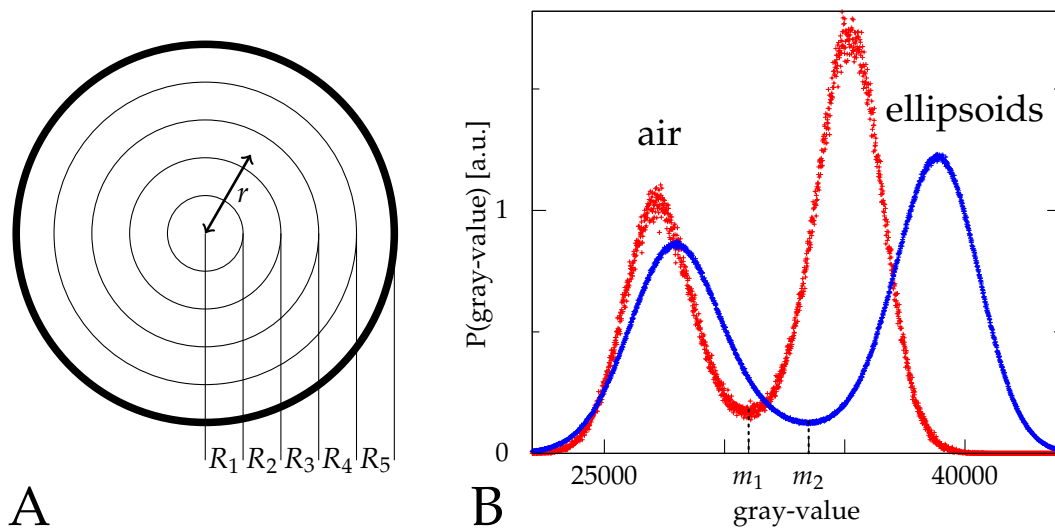 r
R1 R2 R3 R4 R5
A
P(gray-value) [a.u.]
1
0
air
ellipsoids
25000 m1 m2 40000
gray-value
B